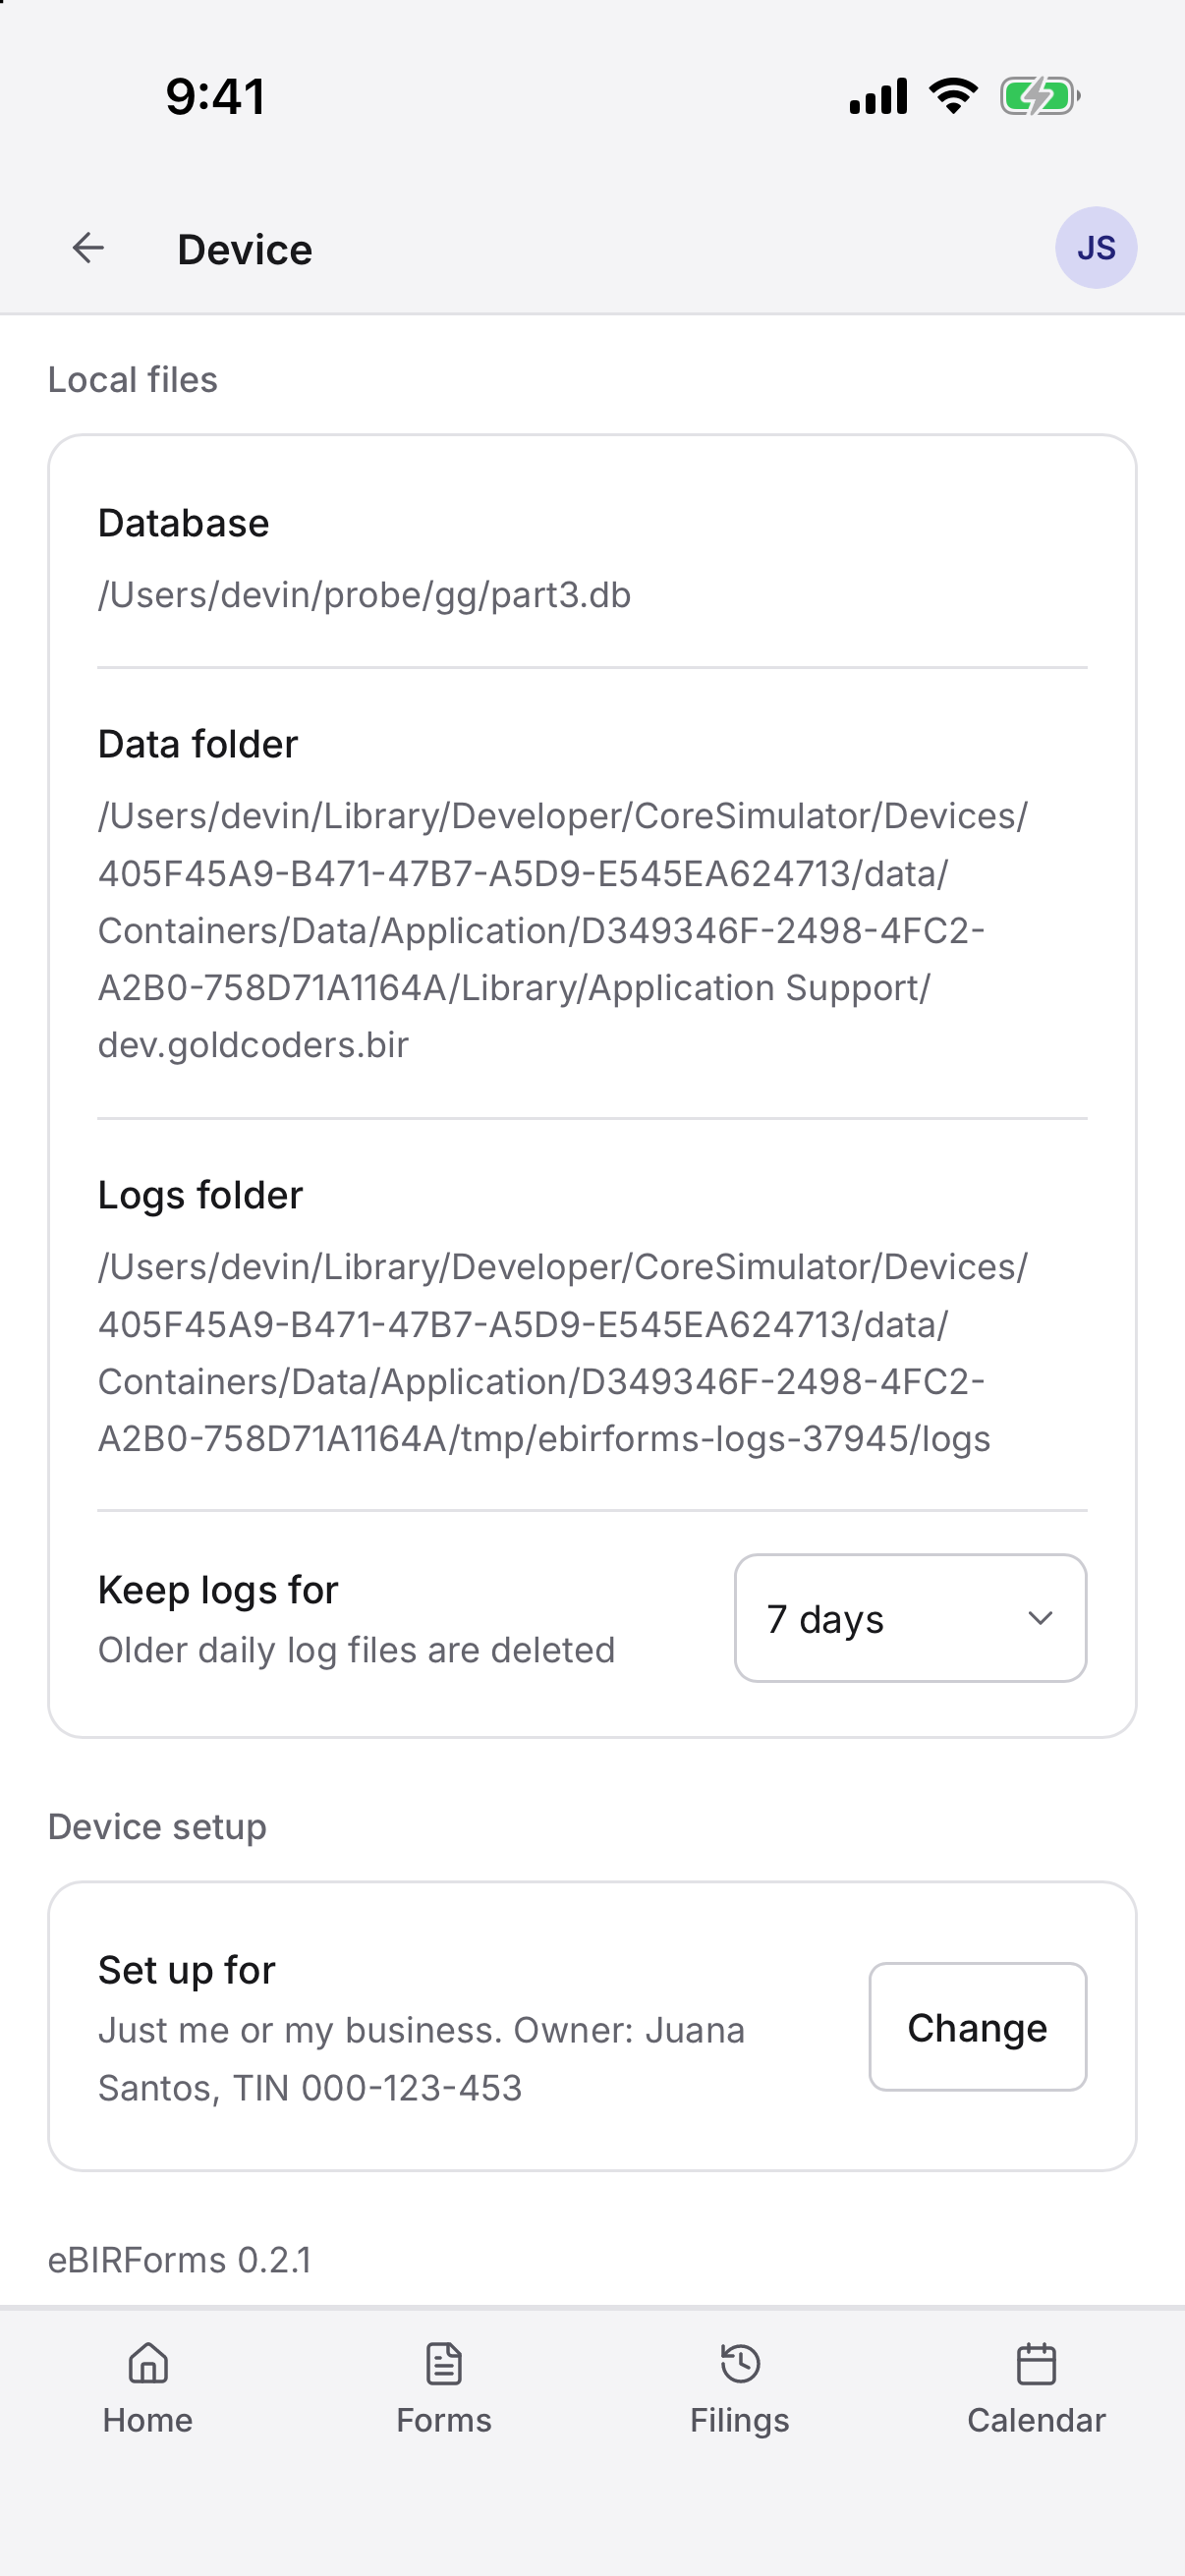 9:41
Device
JS
Local files
Database
/Users/devin/probe/gg/part3.db
Data folder
/Users/devin/Library/Developer/CoreSimulator/Devices/
405F45A9-B471-47B7-A5D9-E545EA624713/data/
Containers/Data/Application/D349346F-2498-4FC2-
A2B0-758D71A1164A/Library/Application Support/
dev.goldcoders.bir
Logs folder
/Users/devin/Library/Developer/CoreSimulator/Devices/
405F45A9-B471-47B7-A5D9-E545EA624713/data/
Containers/Data/Application/D349346F-2498-4FC2-
A2B0-758D71A1164A/tmp/ebirforms-logs-37945/logs
Keep logs for
Older daily log files are deleted
7 days
Device setup
Set up for
Just me or my business. Owner: Juana
Santos, TIN 000-123-453
Change
eBIRForms 0.2.1
Home
Forms
Filings
Calendar